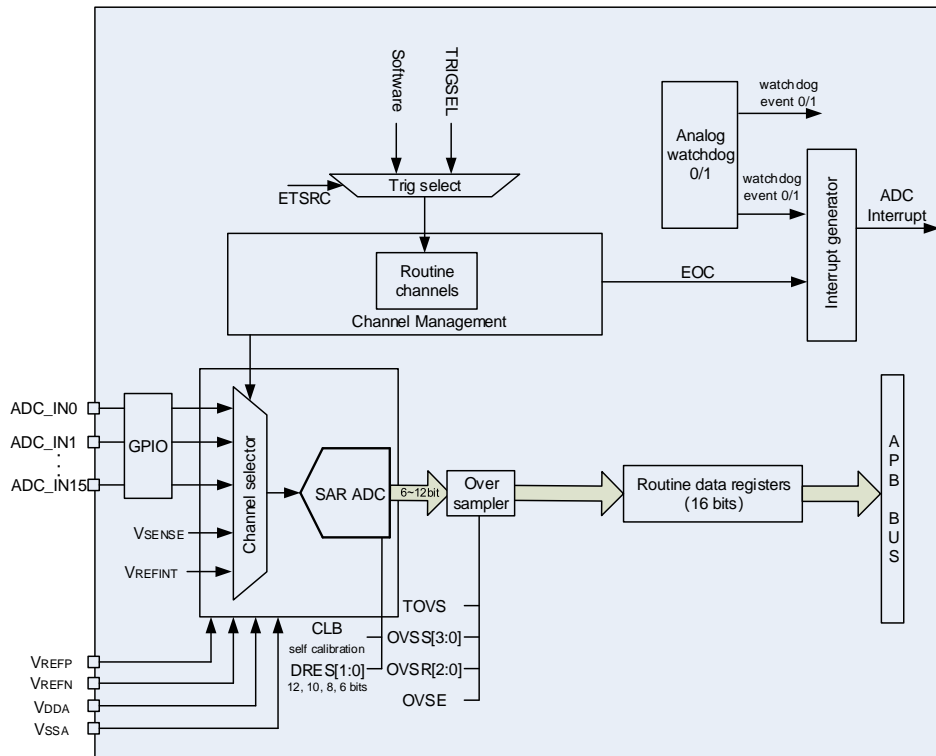 Software
TRIGSEL
Trig select
ETSRC
Routine
channels
Channel Management
EOC
Analog
watchdog
0/1
watchdog
event 0/1
watchdog
event 0/1
Interrupt generator
ADC
Interrupt
ADC_IN0
ADC_IN1
ADC_IN15
GPIO
VSENSE
VREFINT
Channel selector
SAR ADC
6~12bit
Over
sampler
Routine data registers
(16 bits)
APB BUS
CLB
self calibration
DRES[1:0]
12, 10, 8, 6 bits
TOVS
OVSS[3:0]
OVSR[2:0]
OVSE
VREFP
VREFN
VDDA
VSSA